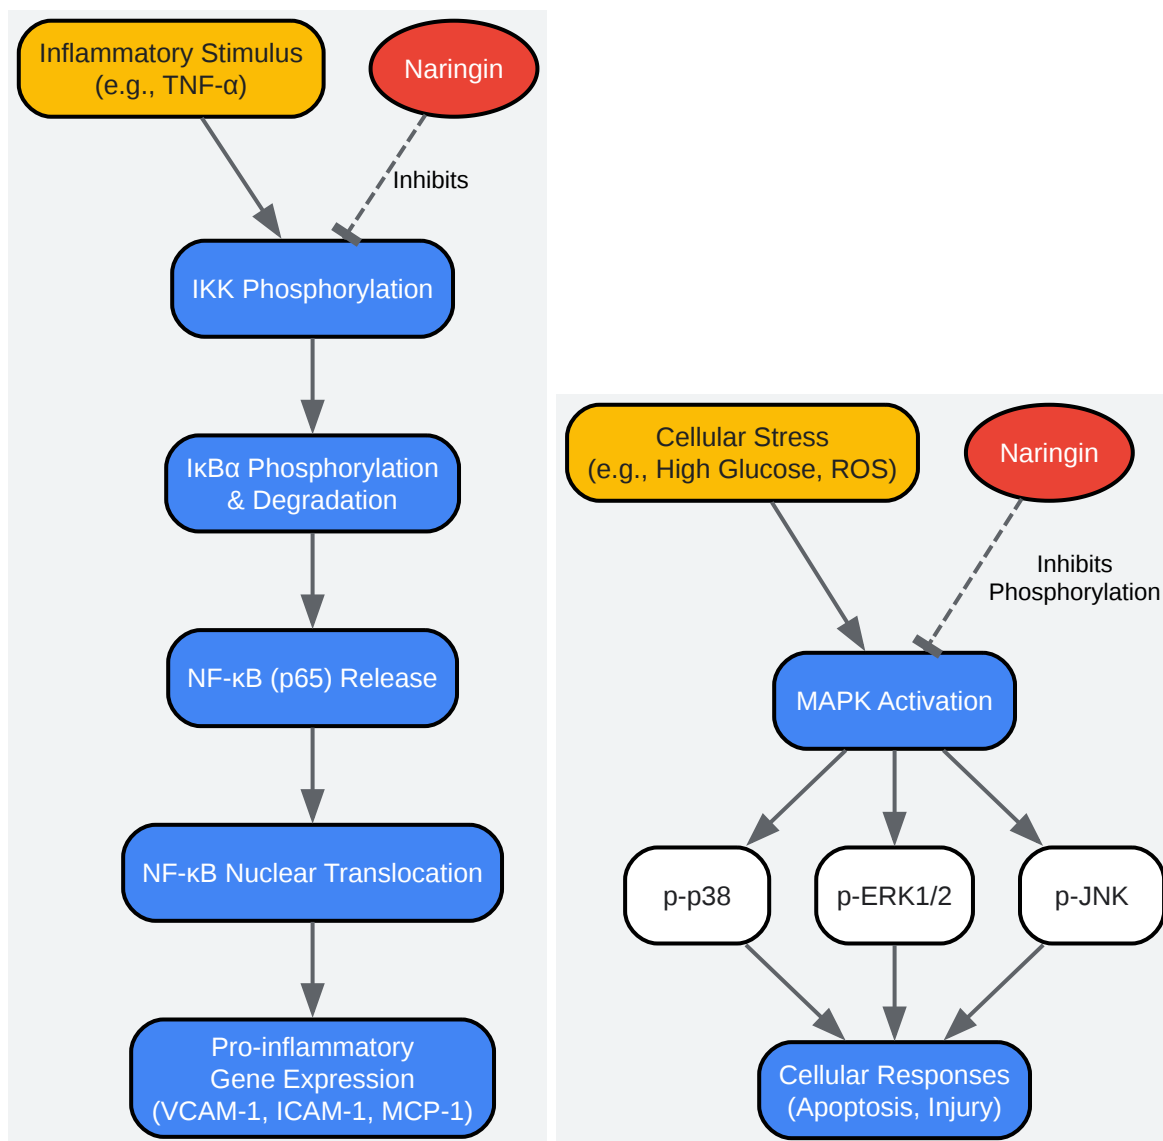 Inflammatory Stimulus
(e.g., TNF-α)
Naringin
Inhibits
IKK Phosphorylation
IκBα Phosphorylation
& Degradation
NF-κB (p65) Release
NF-κB Nuclear Translocation
Pro-inflammatory
Gene Expression
(VCAM-1, ICAM-1, MCP-1)
Cellular Stress
(e.g., High Glucose, ROS)
Naringin
Inhibits
Phosphorylation
MAPK Activation
p-p38
p-ERK1/2
p-JNK
Cellular Responses
(Apoptosis, Injury)